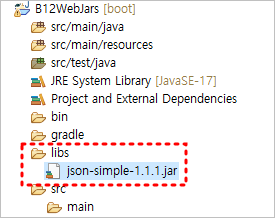 B12WebJars [boot]
src/main/java
src/main/resources
src/test/java
JRE System Library [JavaSE-17]
Project and External Dependencies
bin
gradle
libs
json-simple-1.1.1.jar
src
main